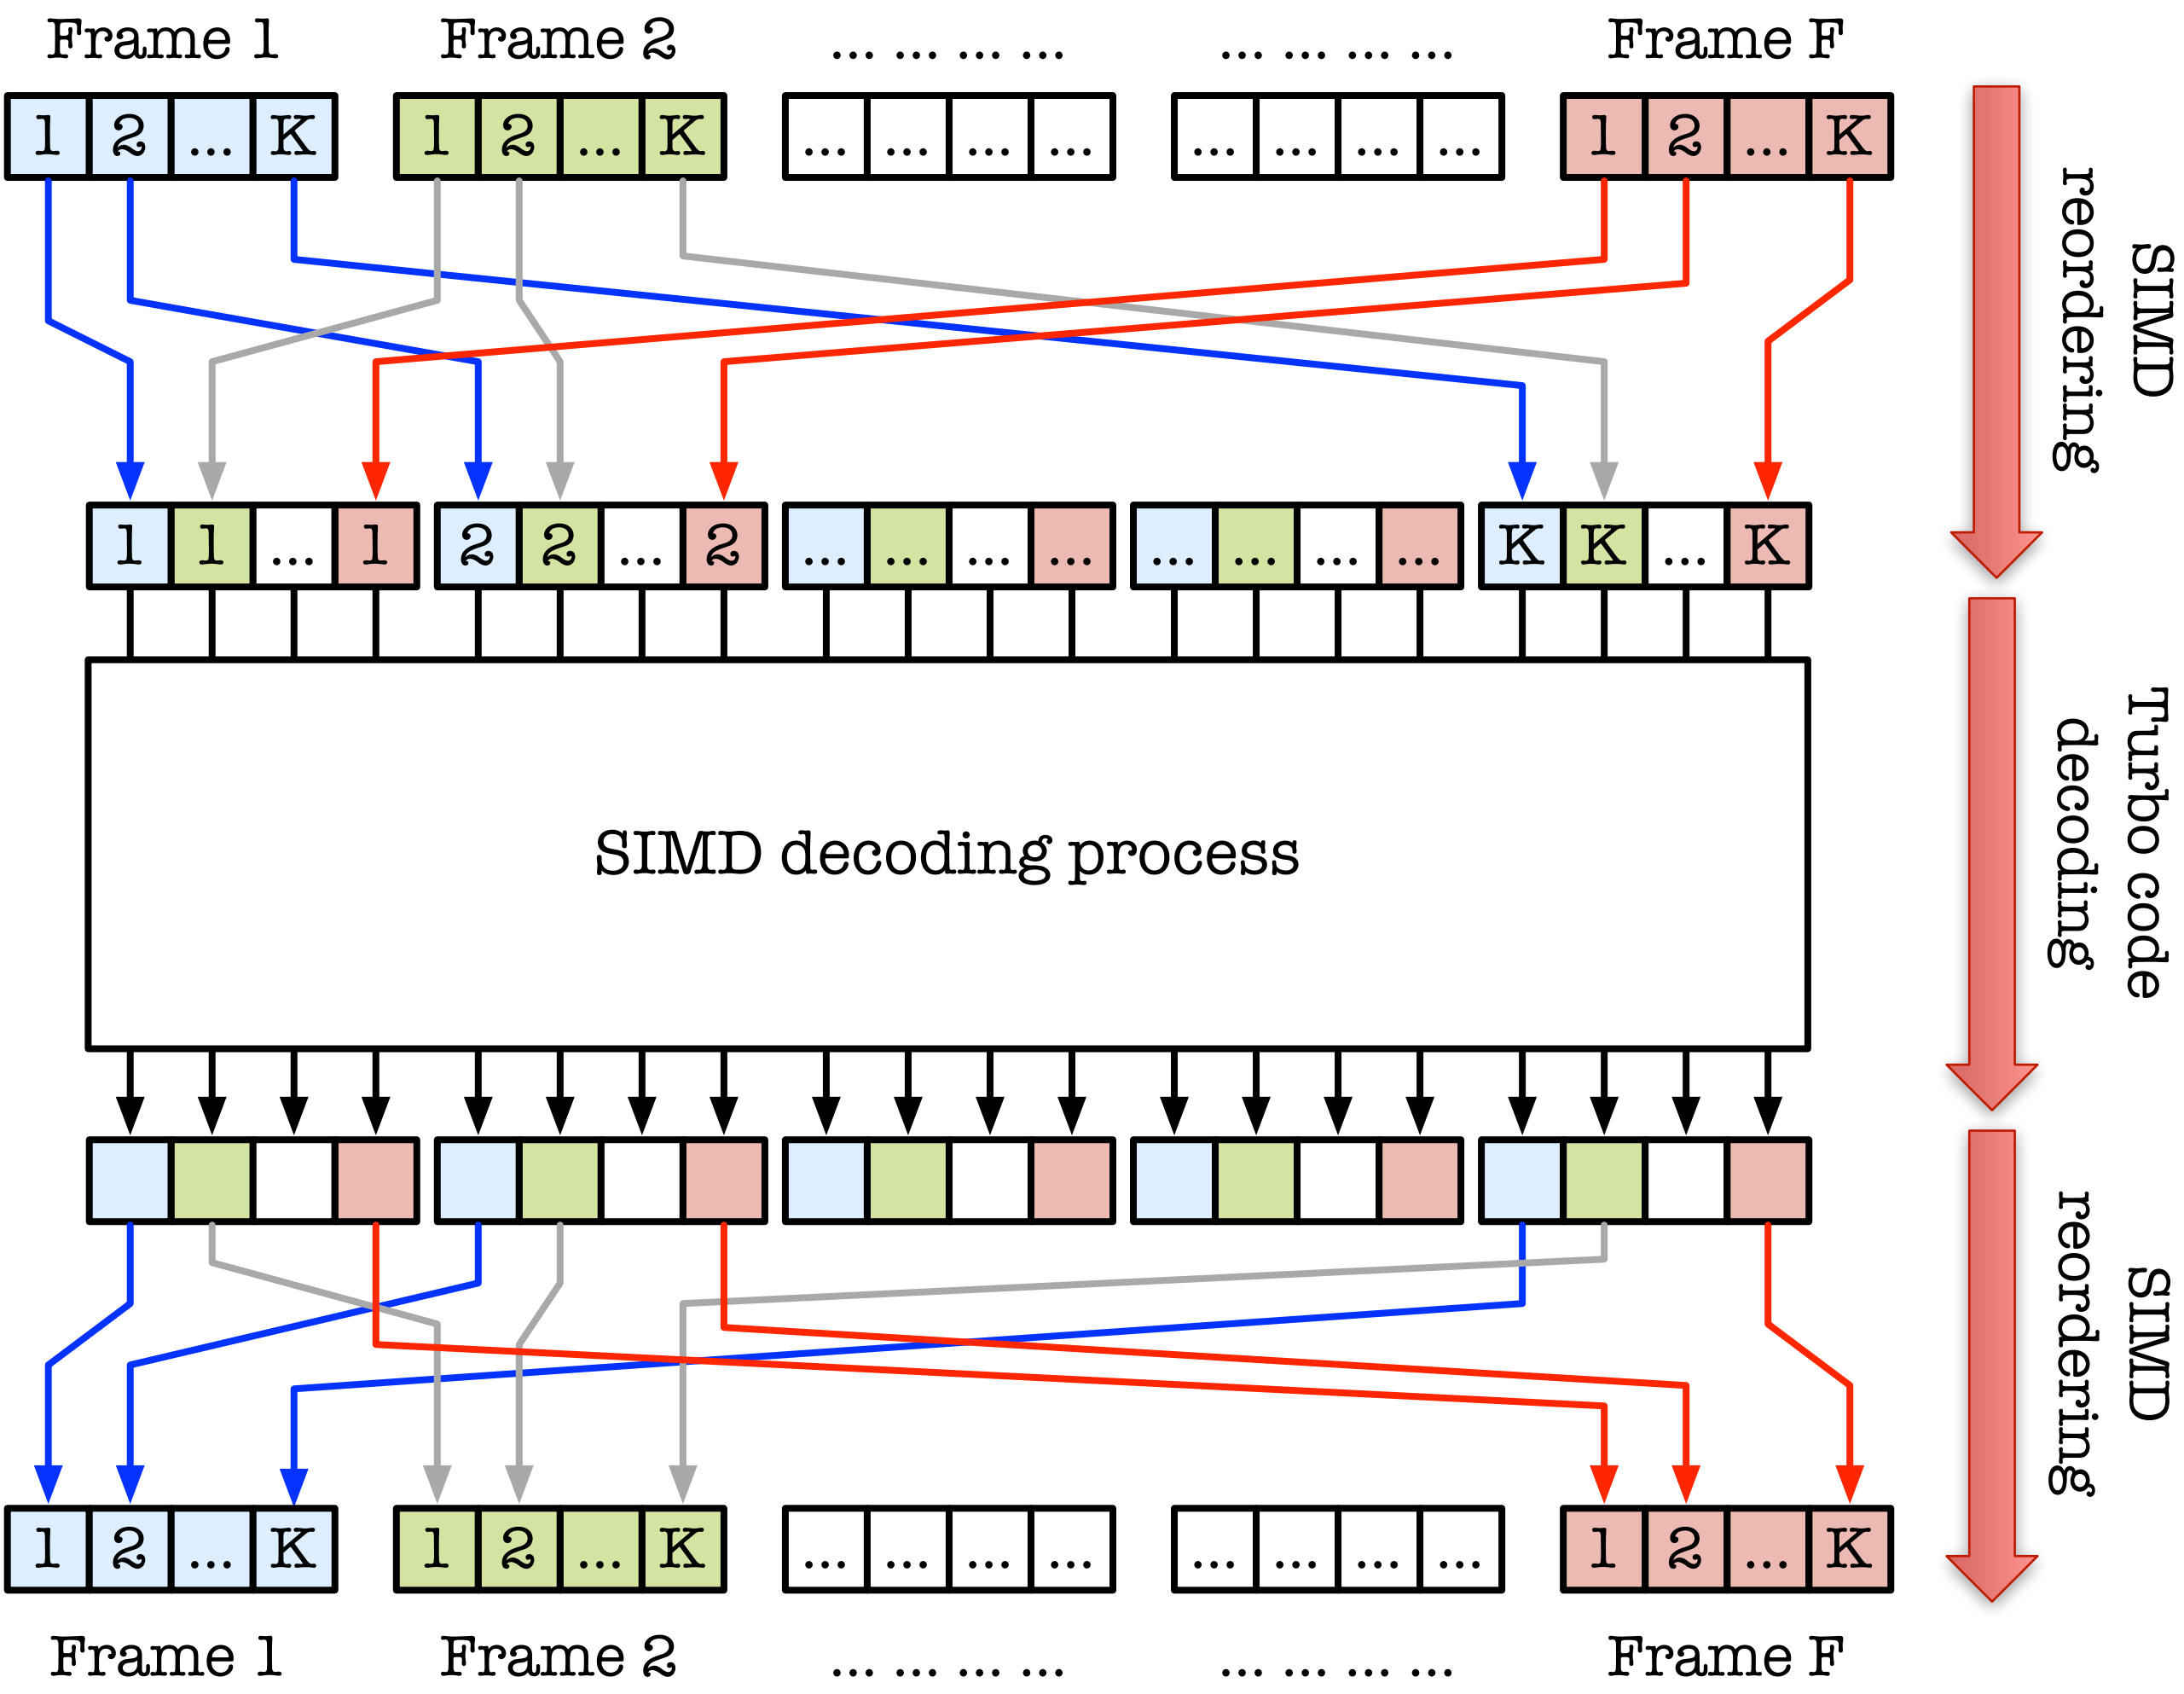 Frame 1 Frame 2 ... ... ... ... ... ... ... ... Frame F
1 2 ... K 1 2 ... K ... ... ... ... ... ... ... ... 1 2 ... K
SIMD
reordering
1 1 ... 1 2 2 ... 2 ... ... ... ... ... ... ... ... K K ... K
SIMD decoding process
Turbo code
decoding
SIMD
reordering
1 2 ... K 1 2 ... K ... ... ... ... ... ... ... ... 1 2 ... K
Frame 1 Frame 2 ... ... ... ... ... ... ... ... Frame F